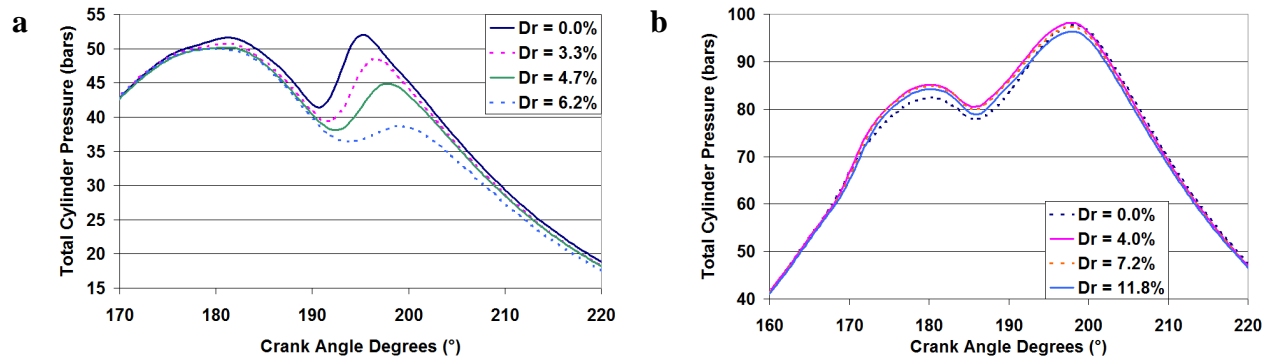 a
Total Cylinder Pressure (bars)
55
50
45
40
35
30
25
20
15
170 180 190 200 210 220
Crank Angle Degrees (°)
Dr = 0.0%
Dr = 3.3%
Dr = 4.7%
Dr = 6.2%
b
Total Cylinder Pressure (bars)
100
90
80
70
60
50
40
160 170 180 190 200 210 220
Crank Angle Degrees (°)
Dr = 0.0%
Dr = 4.0%
Dr = 7.2%
Dr = 11.8%